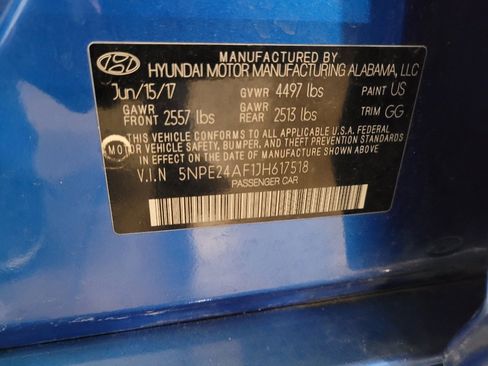 MANUFACTURED BY
HYUNDAI MOTOR MANUFACTURING ALABAMA, LLC
Jun/15/17 GVWR 4497 lbs PAINT US
GAWR FRONT 2557 lbs GAWR REAR 2513 lbs TRIM GG
THIS VEHICLE CONFORMS TO ALL APPLICABLE U.S.A. FEDERAL
MOTOR VEHICLE SAFETY, BUMPER, AND THEFT PREVENTION STANDARDS
IN EFFECT ON THE DATE OF MANUFACTURE SHOWN ABOVE.
V.I.N 5NPE24AF1JH617518
PASSENGER CAR